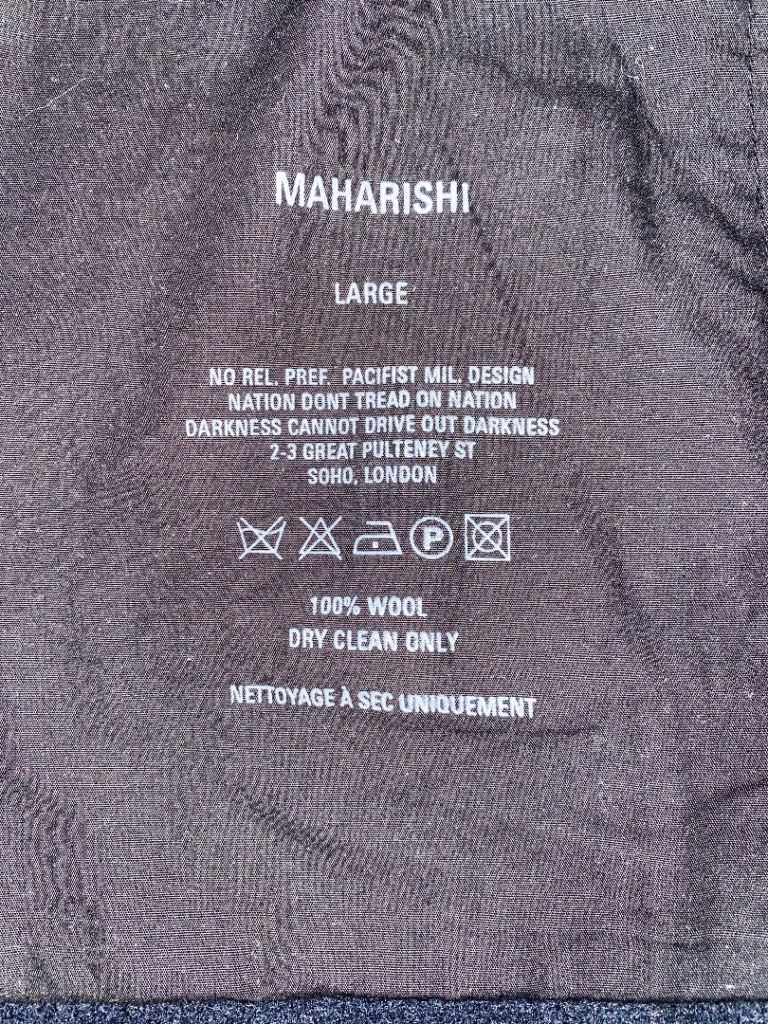 MAHARISHI
LARGE
NO REL. PREF. PACIFIST MIL. DESIGN
NATION DONT TREAD ON NATION
DARKNESS CANNOT DRIVE OUT DARKNESS
2-3 GREAT PULTENEY ST
SOHO, LONDON
P
100% WOOL
DRY CLEAN ONLY
NETTOYAGE À SEC UNIQUEMENT